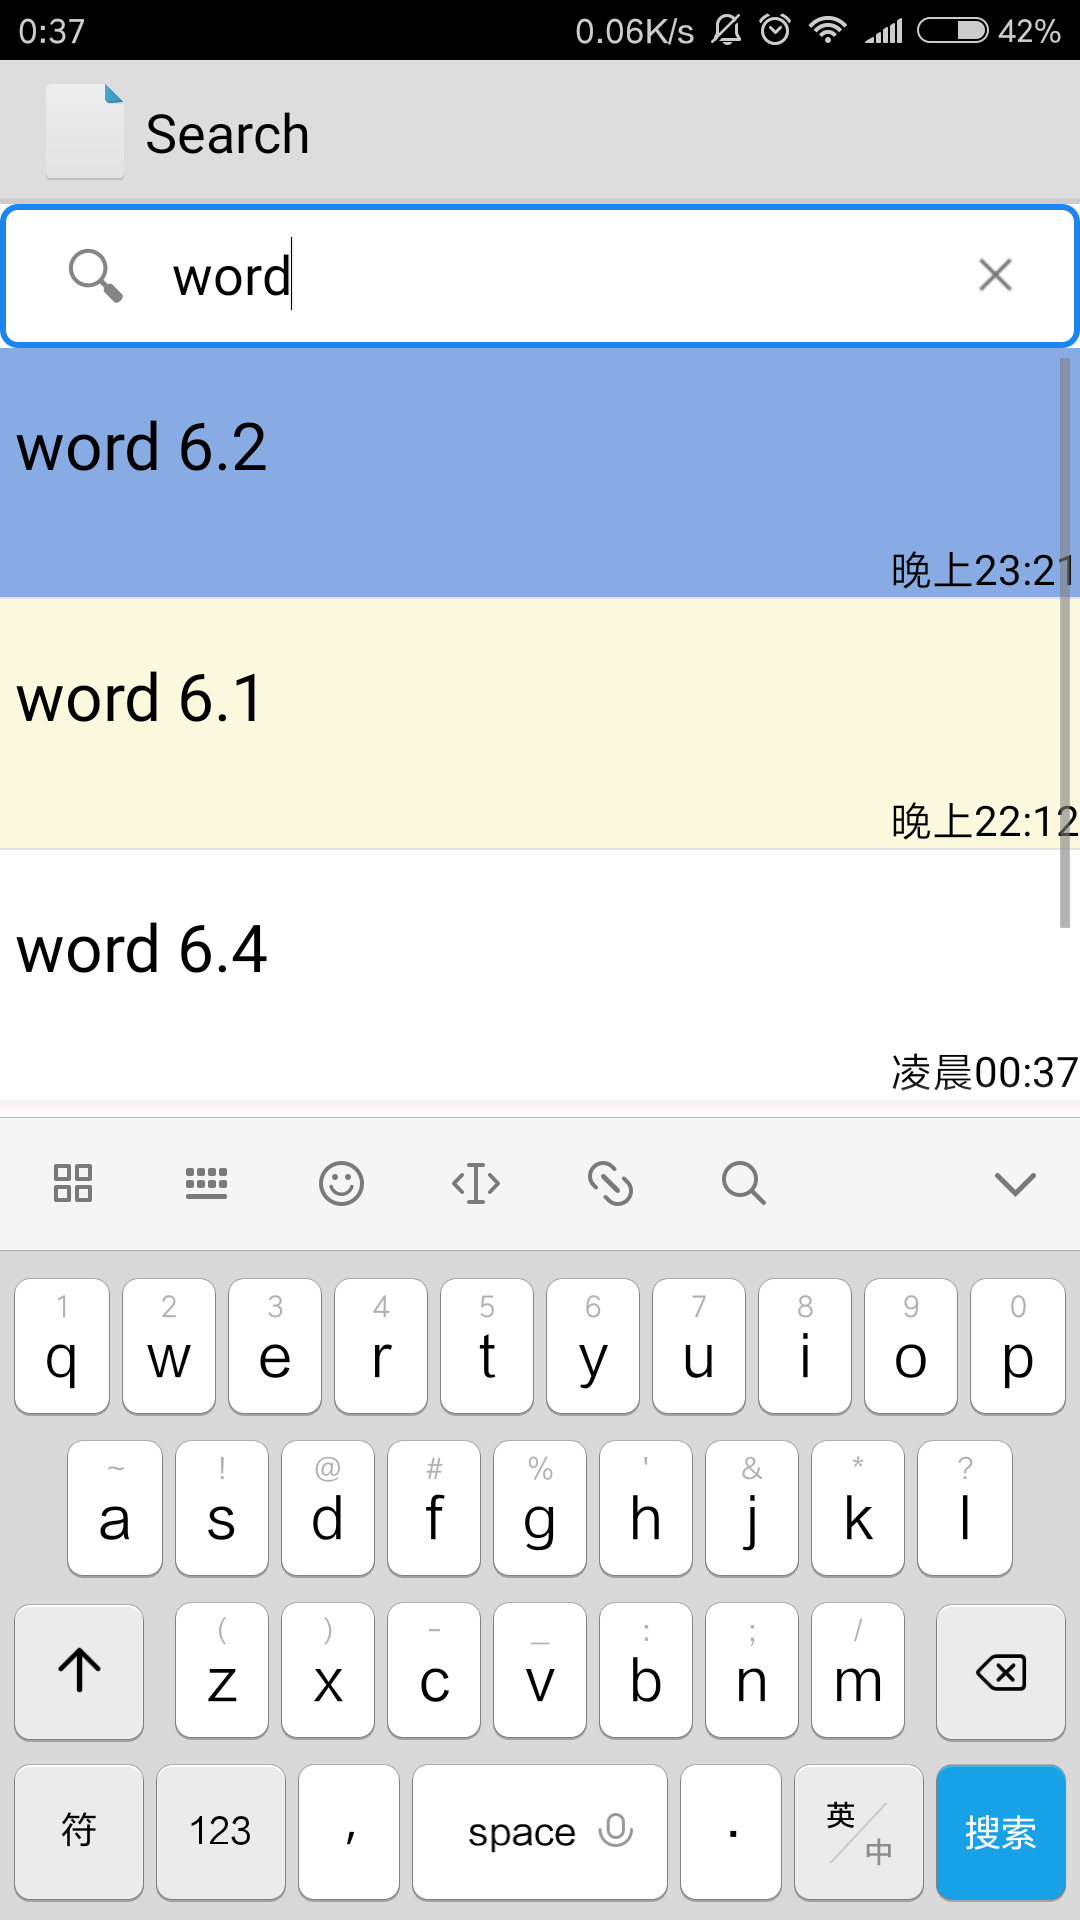 0:37 0.06K/s 42%
Search
word
word 6.2
晚上23:21
word 6.1
晚上22:12
word 6.4
凌晨00:37
1 2 3 4 5 6 7 8 9 0
q w e r t y u i o p
~ ! @ # % ' & * ?
a s d f g h j k l
( ) - _ : ; /
z x c v b n m
符 123 , space . 英/中 搜索